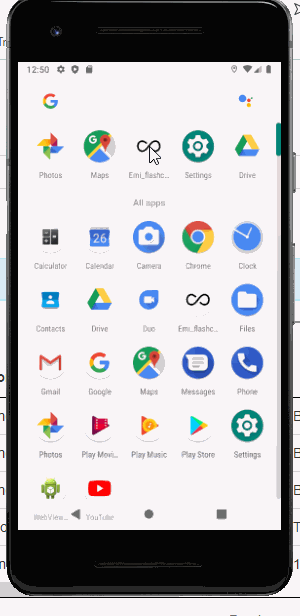 12:50
Photos Maps Emi_flashc... Settings Drive
All apps
Calculator Calendar Camera Chrome Clock
26
Contacts Drive Duo Emi_flashc... Files
Gmail Google Maps Messages Phone
Photos Play Movi... Play Music Play Store Settings
WebView... YouTube